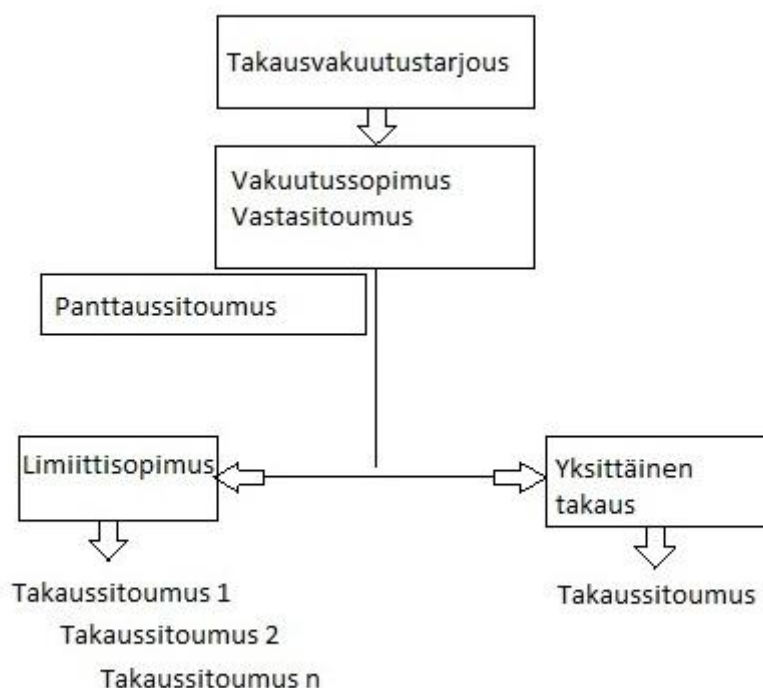 Takausvakuutustarjous
Vakuutussopimus
Vastasitoumus
Panttaussitoumus
Limiittisopimus
Yksittäinen
takaus
Takaussitoumus 1
Takaussitoumus 2
Takaussitoumus n
Takaussitoumus